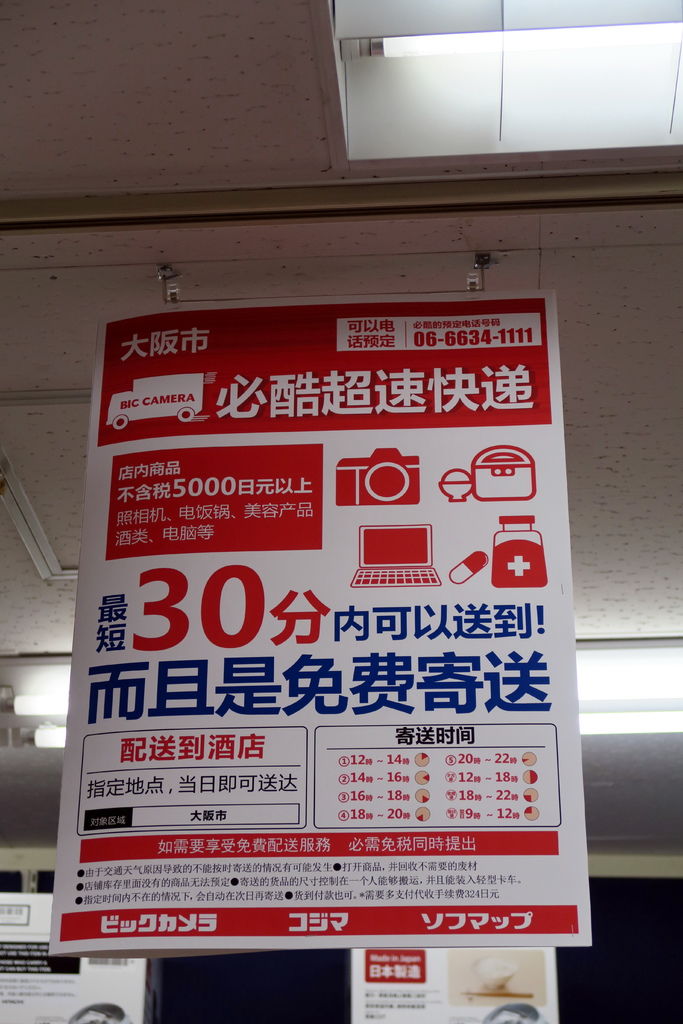 大阪市
可以电
话预定
必酷的预定电话号码
06-6634-1111
BIC CAMERA
必酷超速快递
店内商品
不含税5000日元以上
照相机、电饭锅、美容产品
酒类、电脑等
最短30分内可以送到!
而且是免费寄送
配送到酒店
指定地点,当日即可送达
对象区域 大阪市
寄送时间
①12時 ~ 14時
②14時 ~ 16時
③16時 ~ 18時
④18時 ~ 20時
⑤20時 ~ 22時
12時 ~ 18時
18時 ~ 22時
9時 ~ 12時
如需要享受免費配送服務 必需免税同時提出
●由于交通天气原因导致的不能按时寄送的情况有可能发生●打开商品,并回收不需要的废材
●店铺库存里面没有的商品无法预定●寄送的货品的尺寸控制在一个人能够搬运,并且能装入轻型卡车。
●指定时间内不在的情况下,会自动在次日再寄送●货到付款也可。*需要多支付代收手续费324日元
ビックカメラ コジマ ソフマップ
Made in Japan
日本製造